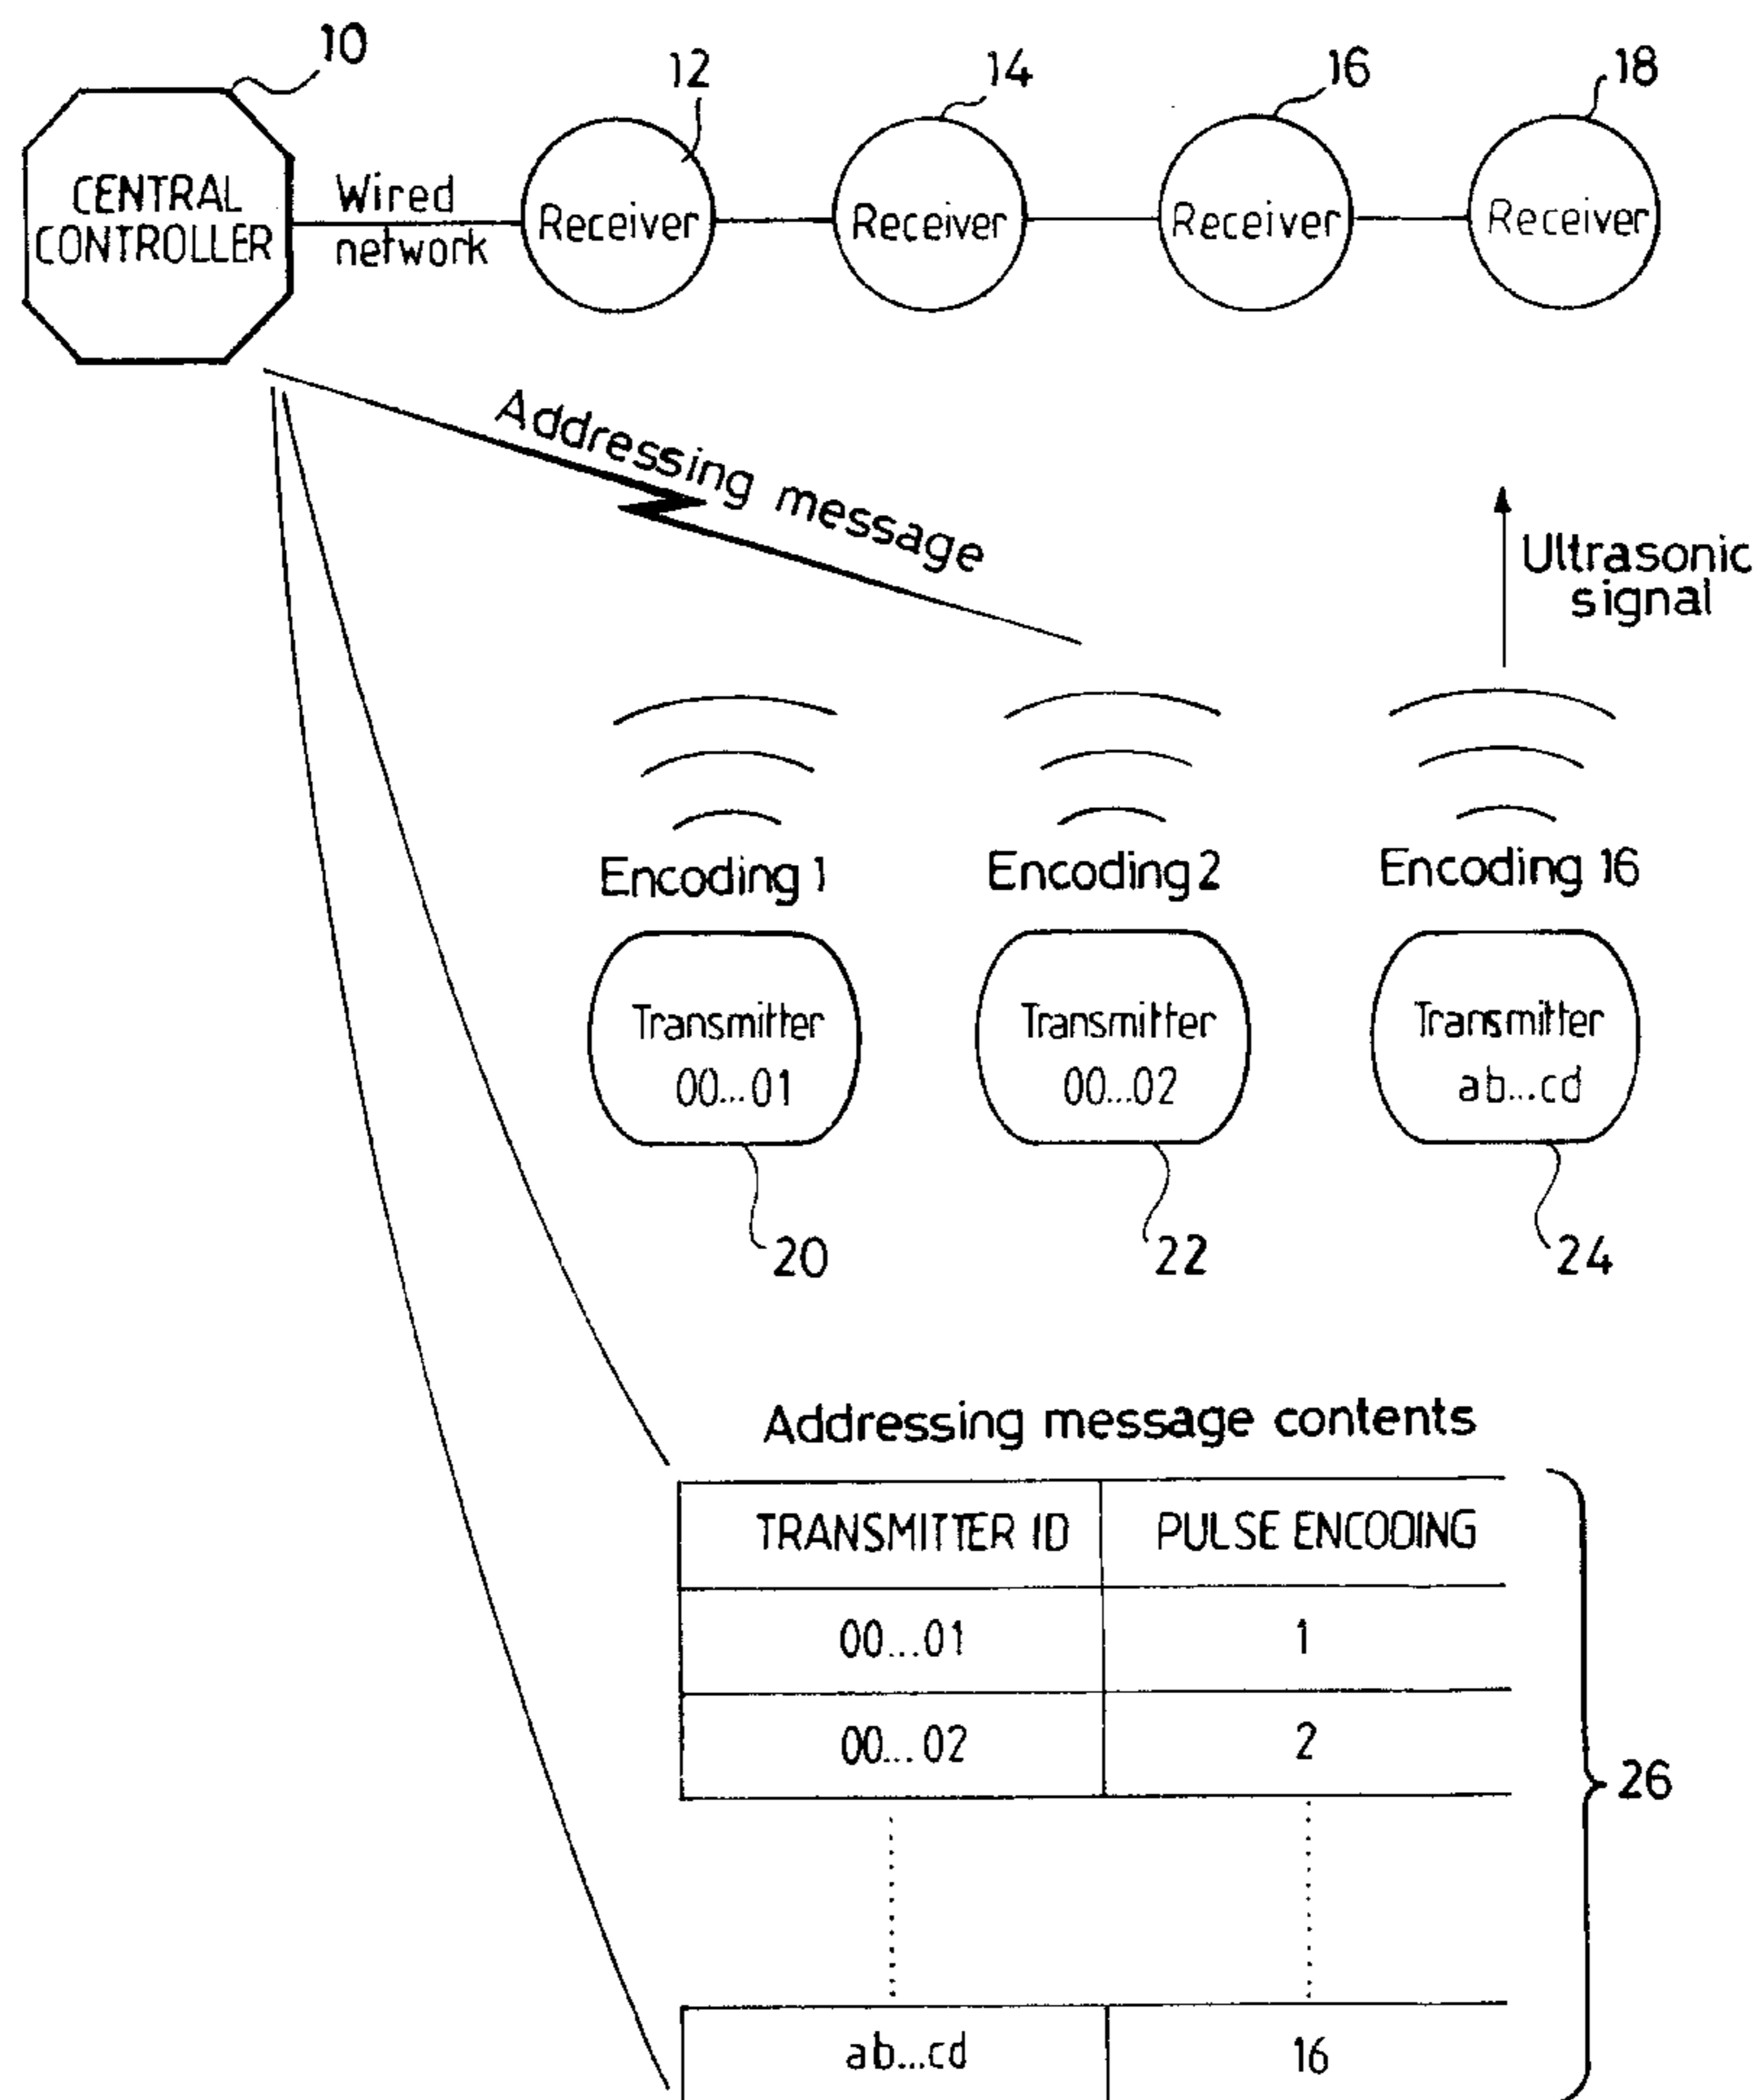 10
12
14
16
18
CENTRAL
CONTROLLER
Wired
network
Receiver
Receiver
Receiver
Receiver
Addressing message
Ultrasonic
signal
Encoding 1
Encoding 2
Encoding 16
Transmitter
00...01
Transmitter
00...02
Transmitter
ab...cd
20
22
24
Addressing message contents
TRANSMITTER ID PULSE ENCODING
00...01 1
00...02 2
26
ab...cd 16